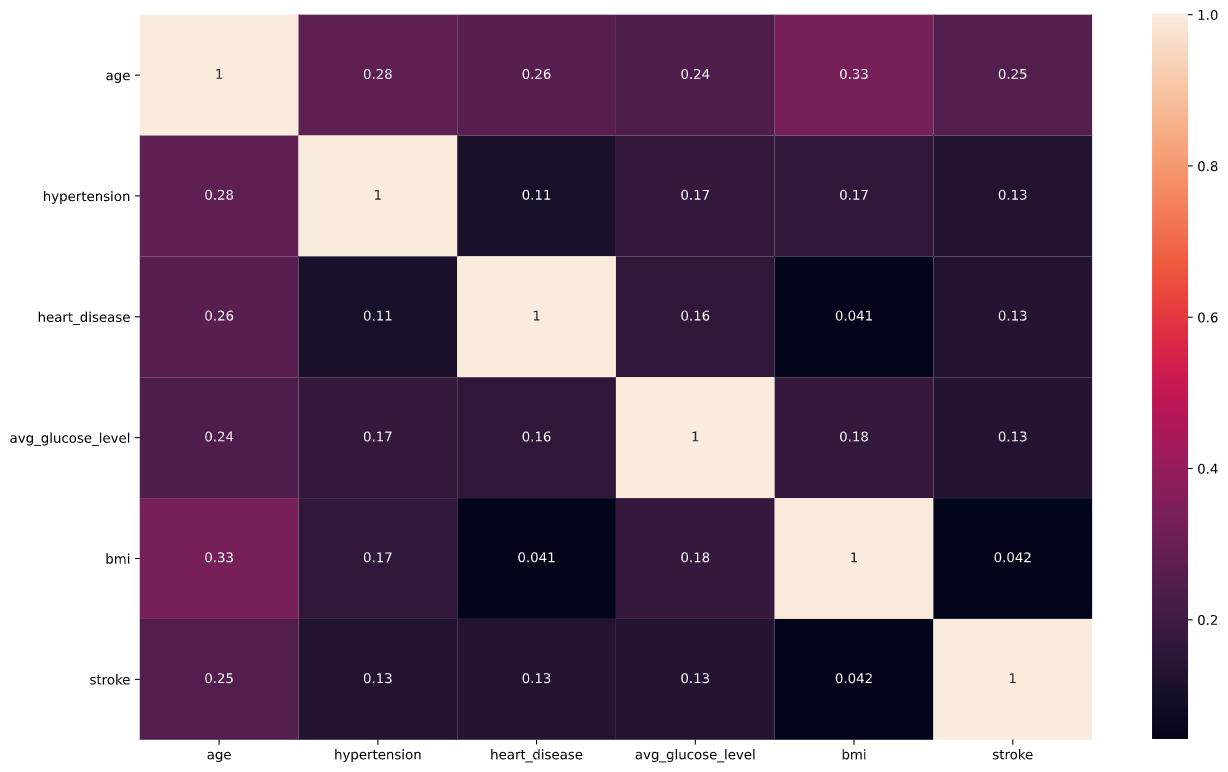 1.0
age 1 0.28 0.26 0.24 0.33 0.25
0.8
hypertension 0.28 1 0.11 0.17 0.17 0.13
heart_disease 0.26 0.11 1 0.16 0.041 0.13
0.6
avg_glucose_level 0.24 0.17 0.16 1 0.18 0.13
0.4
bmi 0.33 0.17 0.041 0.18 1 0.042
0.2
stroke 0.25 0.13 0.13 0.13 0.042 1
age hypertension heart_disease avg_glucose_level bmi stroke